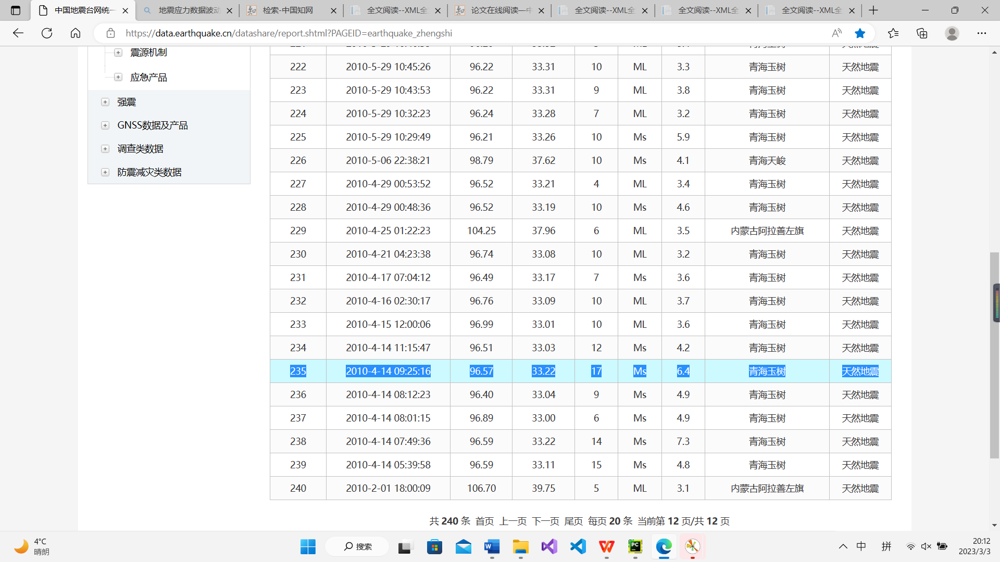 中国地震台网统一
地震应力数据波动
检索-中国知网
全文阅读--XML全
论文在线阅读—中
全文阅读--XML全
全文阅读--XML全
全文阅读--XML全
https://data.earthquake.cn/datashare/report.shtml?PAGEID=earthquake_zhengshi
震源机制
应急产品
强震
GNSS数据及产品
调查类数据
防震减灾类数据
222 2010-5-29 10:45:26 96.22 33.31 10 ML 3.3 青海玉树 天然地震
223 2010-5-29 10:43:53 96.22 33.31 9 ML 3.8 青海玉树 天然地震
224 2010-5-29 10:32:23 96.24 33.28 7 ML 3.2 青海玉树 天然地震
225 2010-5-29 10:29:49 96.21 33.26 10 Ms 5.9 青海玉树 天然地震
226 2010-5-06 22:38:21 98.79 37.62 10 Ms 4.1 青海天峻 天然地震
227 2010-4-29 00:53:52 96.52 33.21 4 ML 3.4 青海玉树 天然地震
228 2010-4-29 00:48:36 96.52 33.19 10 Ms 4.6 青海玉树 天然地震
229 2010-4-25 01:22:23 104.25 37.96 6 ML 3.5 内蒙古阿拉善左旗 天然地震
230 2010-4-21 04:23:38 96.74 33.08 10 ML 3.2 青海玉树 天然地震
231 2010-4-17 07:04:12 96.49 33.17 7 Ms 3.6 青海玉树 天然地震
232 2010-4-16 02:30:17 96.76 33.09 10 ML 3.7 青海玉树 天然地震
233 2010-4-15 12:00:06 96.99 33.01 10 ML 3.6 青海玉树 天然地震
234 2010-4-14 11:15:47 96.51 33.03 12 Ms 4.2 青海玉树 天然地震
235 2010-4-14 09:25:16 96.57 33.22 17 Ms 6.4 青海玉树 天然地震
236 2010-4-14 08:12:23 96.40 33.04 9 Ms 4.9 青海玉树 天然地震
237 2010-4-14 08:01:15 96.89 33.00 6 Ms 4.9 青海玉树 天然地震
238 2010-4-14 07:49:36 96.59 33.22 14 Ms 7.3 青海玉树 天然地震
239 2010-4-14 05:39:58 96.59 33.11 15 Ms 4.8 青海玉树 天然地震
240 2010-2-01 18:00:09 106.70 39.75 5 ML 3.1 内蒙古阿拉善左旗 天然地震
共 240 条 首页 上一页 下一页 尾页 每页 20 条 当前第 12 页/共 12 页
4°C
晴朗
搜索
中
拼
20:12
2023/3/3